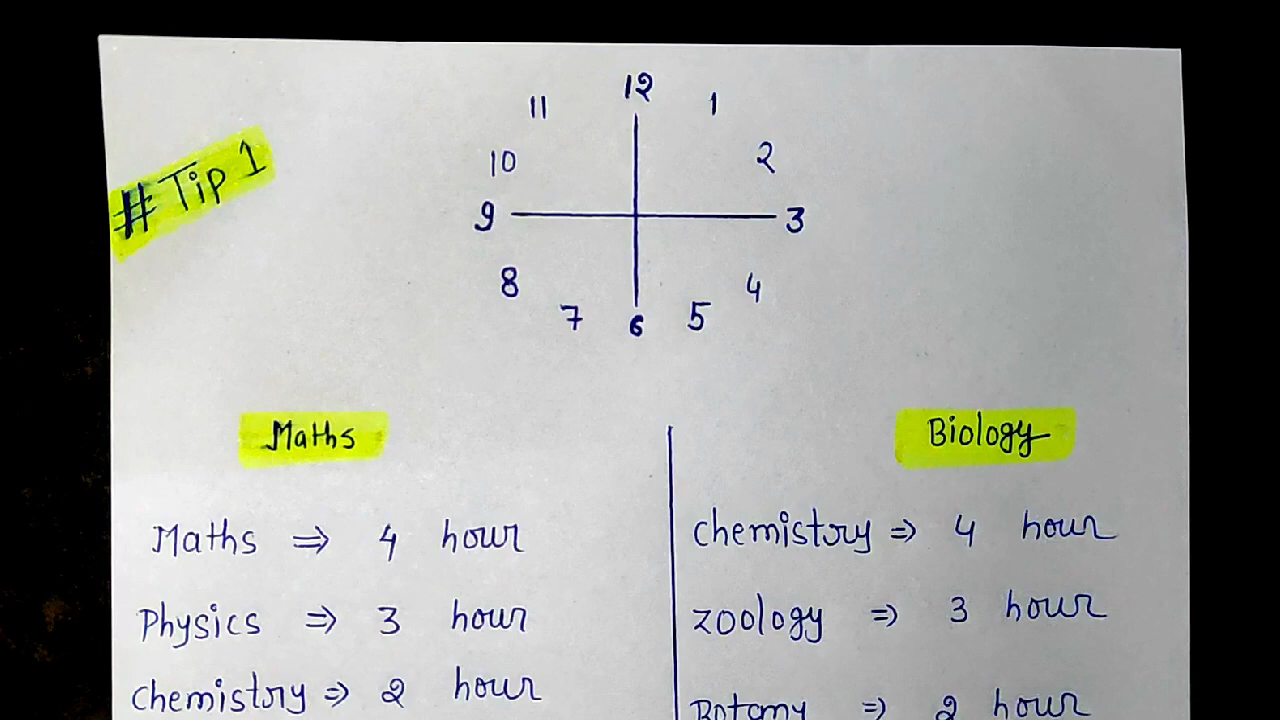 # Tip 1
12
11 1
10 2
9 3
8 4
7 6 5
Maths
Maths ⇒ 4 hour
Physics ⇒ 3 hour
Chemistry ⇒ 2 hour
Biology
Chemistry ⇒ 4 hour
Zoology ⇒ 3 hour
Botany ⇒ 2 hour